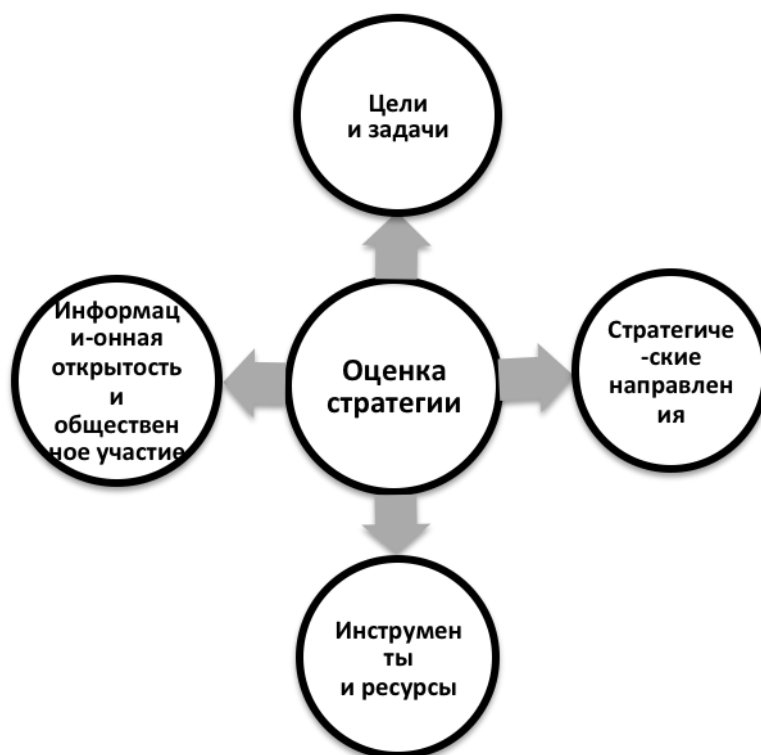 Цели
и задачи
Информац
и-онная
открытость
и
обществен
ное участие
Оценка
стратегии
Стратегиче
-ские
направлен
ия
Инструмен
ты
и ресурсы